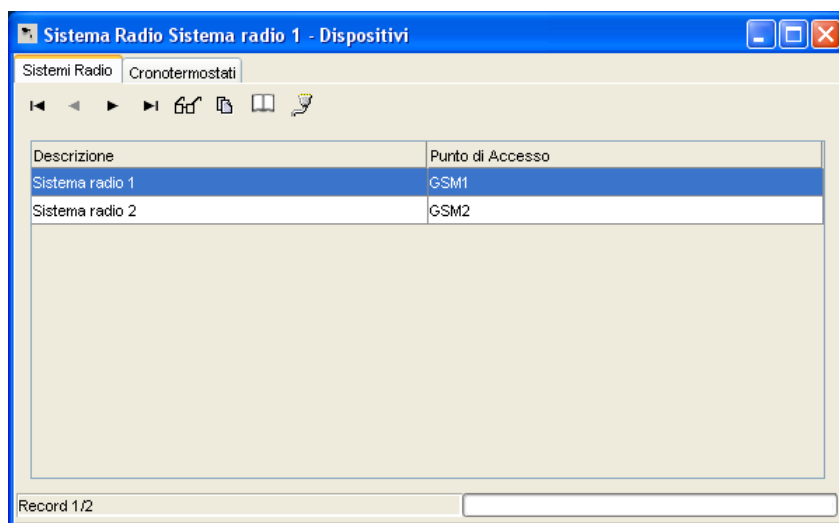 Sistema Radio Sistema radio 1 - Dispositivi
Sistemi Radio Cronotermostati
Descrizione Punto di Accesso
Sistema radio 1 GSM1
Sistema radio 2 GSM2
Record 1/2